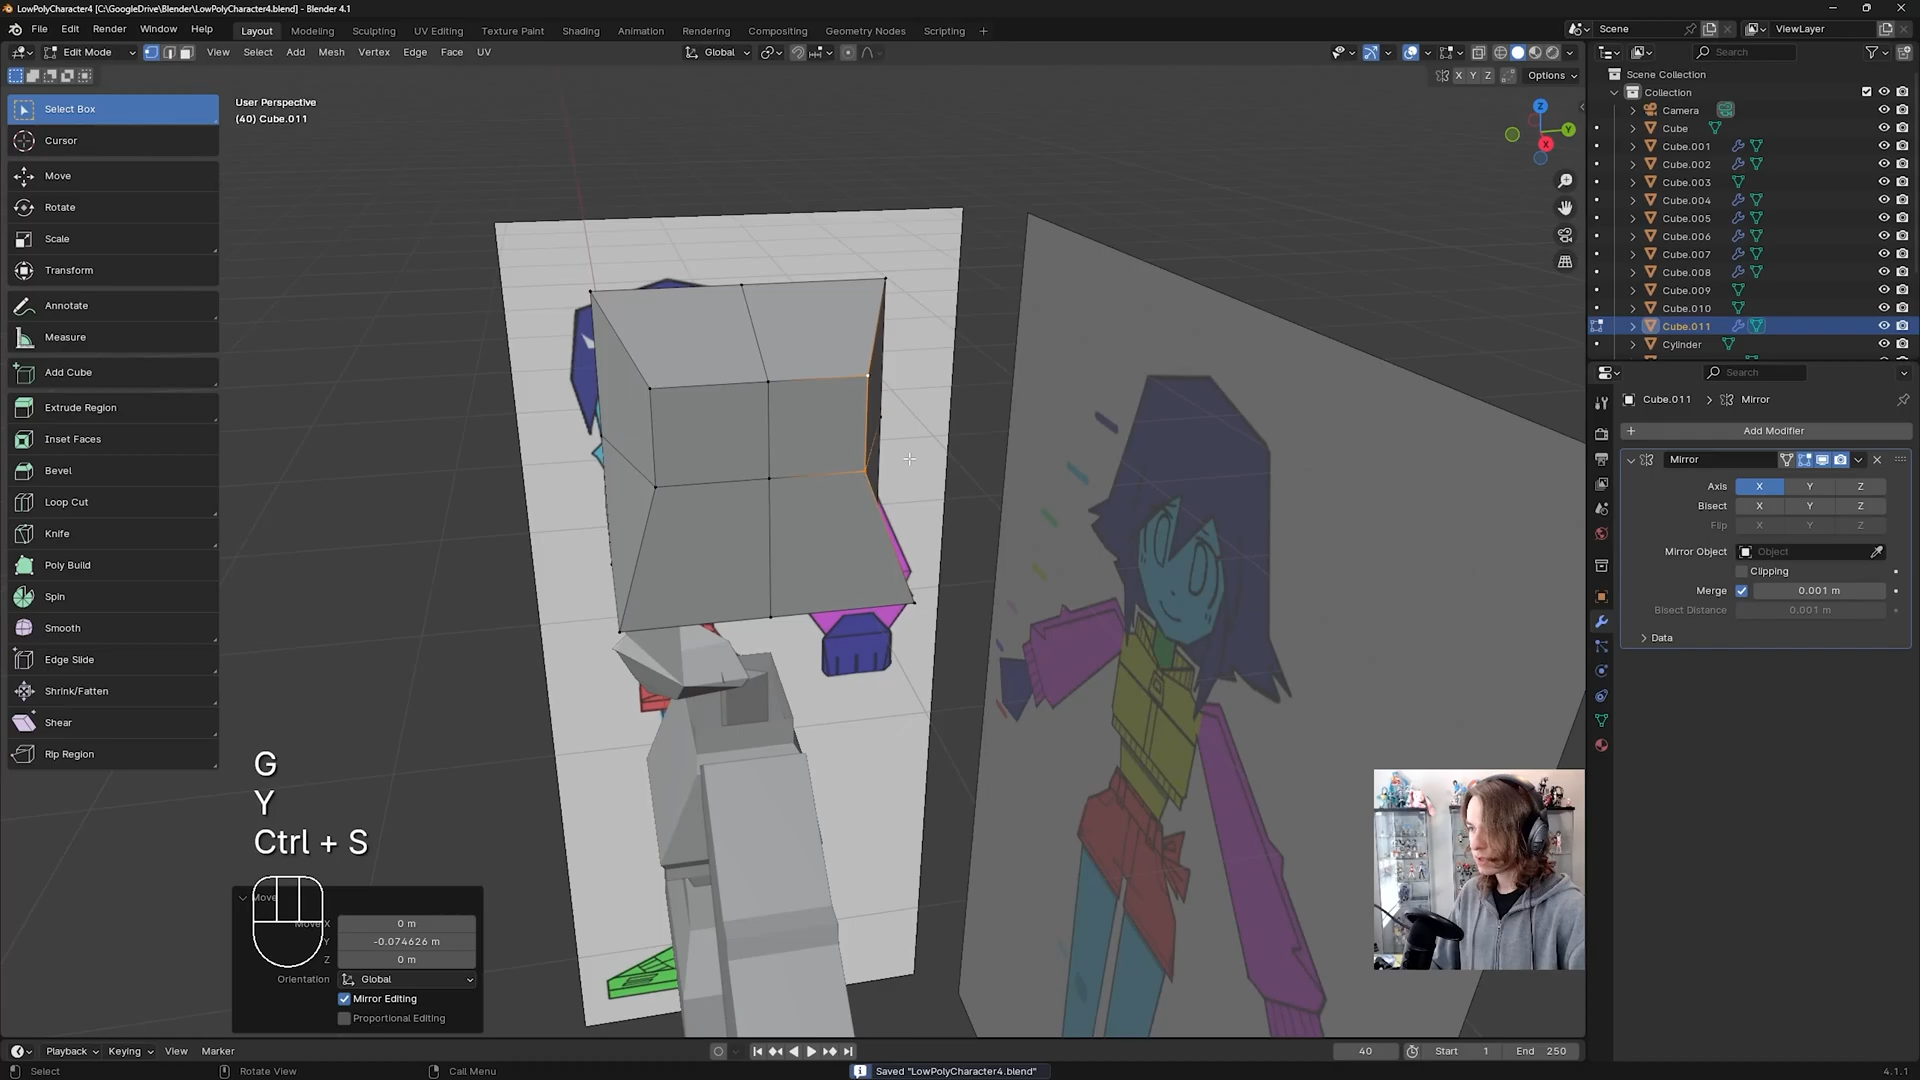 LowPolyCharacter4 [C:\GoogleDrive\Blender\LowPolyCharacter4.blend] - Blender 4.1
File Edit Render Window Help Layout Modeling Sculpting UV Editing Texture Paint Shading Animation Rendering Compositing Geometry Nodes Scripting Scene ViewLayer
Edit Mode View Select Add Mesh Vertex Edge Face UV Global Search
X Y Z Options
Scene Collection
Select Box
User Perspective
(40) Cube.011
Z
Y
X
Collection
Camera
Cube
Cursor
Cube.001
Cube.002
Move
Cube.003
Cube.004
Rotate
Cube.005
Scale
Cube.006
Cube.007
Transform
Cube.008
Cube.009
Annotate
Cube.010
Cube.011
Measure
Cylinder
Add Cube
Search
Extrude Region
Cube.011 Mirror
Inset Faces
Add Modifier
Bevel
Mirror
Axis X Y Z
Loop Cut
Bisect X Y Z
Flip X Y Z
Knife
Mirror Object Object
Poly Build
Clipping
Merge 0.001 m
Spin
Bisect Distance 0.001 m
Smooth
Data
Edge Slide
Shrink/Fatten
Shear
Rip Region
G
Y
Ctrl + S
Move
0 m
Y -0.074626 m
Z 0 m
Orientation Global
Mirror Editing
Proportional Editing
Playback Keying View Marker 40 Start 1 End 250
Select Rotate View Call Menu Saved "LowPolyCharacter4.blend" 4.1.1